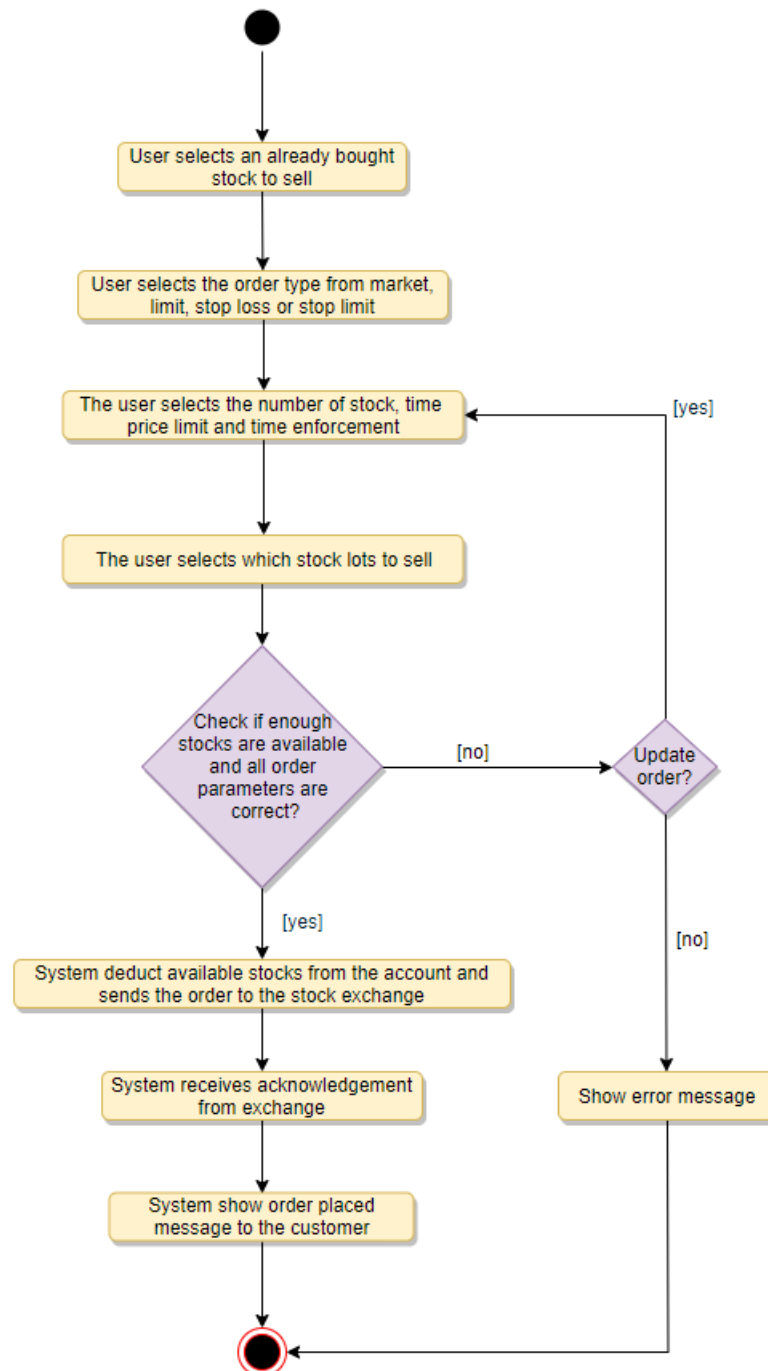 User selects an already bought
stock to sell
User selects the order type from market,
limit, stop loss or stop limit
The user selects the number of stock, time
price limit and time enforcement
[yes]
The user selects which stock lots to sell
Check if enough
stocks are available
and all order
parameters are
correct?
[no]
Update
order?
[yes]
[no]
System deduct available stocks from the account and
sends the order to the stock exchange
System receives acknowledgement
from exchange
Show error message
System show order placed
message to the customer